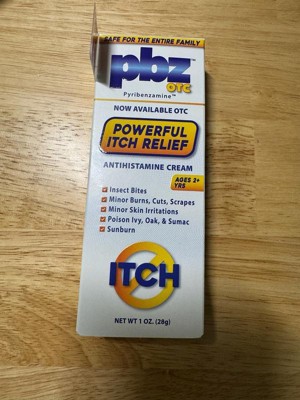 SAFE FOR THE ENTIRE FAMILY
pbz™
OTC
Pyribenzamine™
NOW AVAILABLE OTC
POWERFUL
ITCH RELIEF
ANTIHISTAMINE CREAM
AGES 2+
YRS
Insect Bites
Minor Burns, Cuts, Scrapes
Minor Skin Irritations
Poison Ivy, Oak, & Sumac
Sunburn
ITCH
NET WT 1 OZ. (28g)